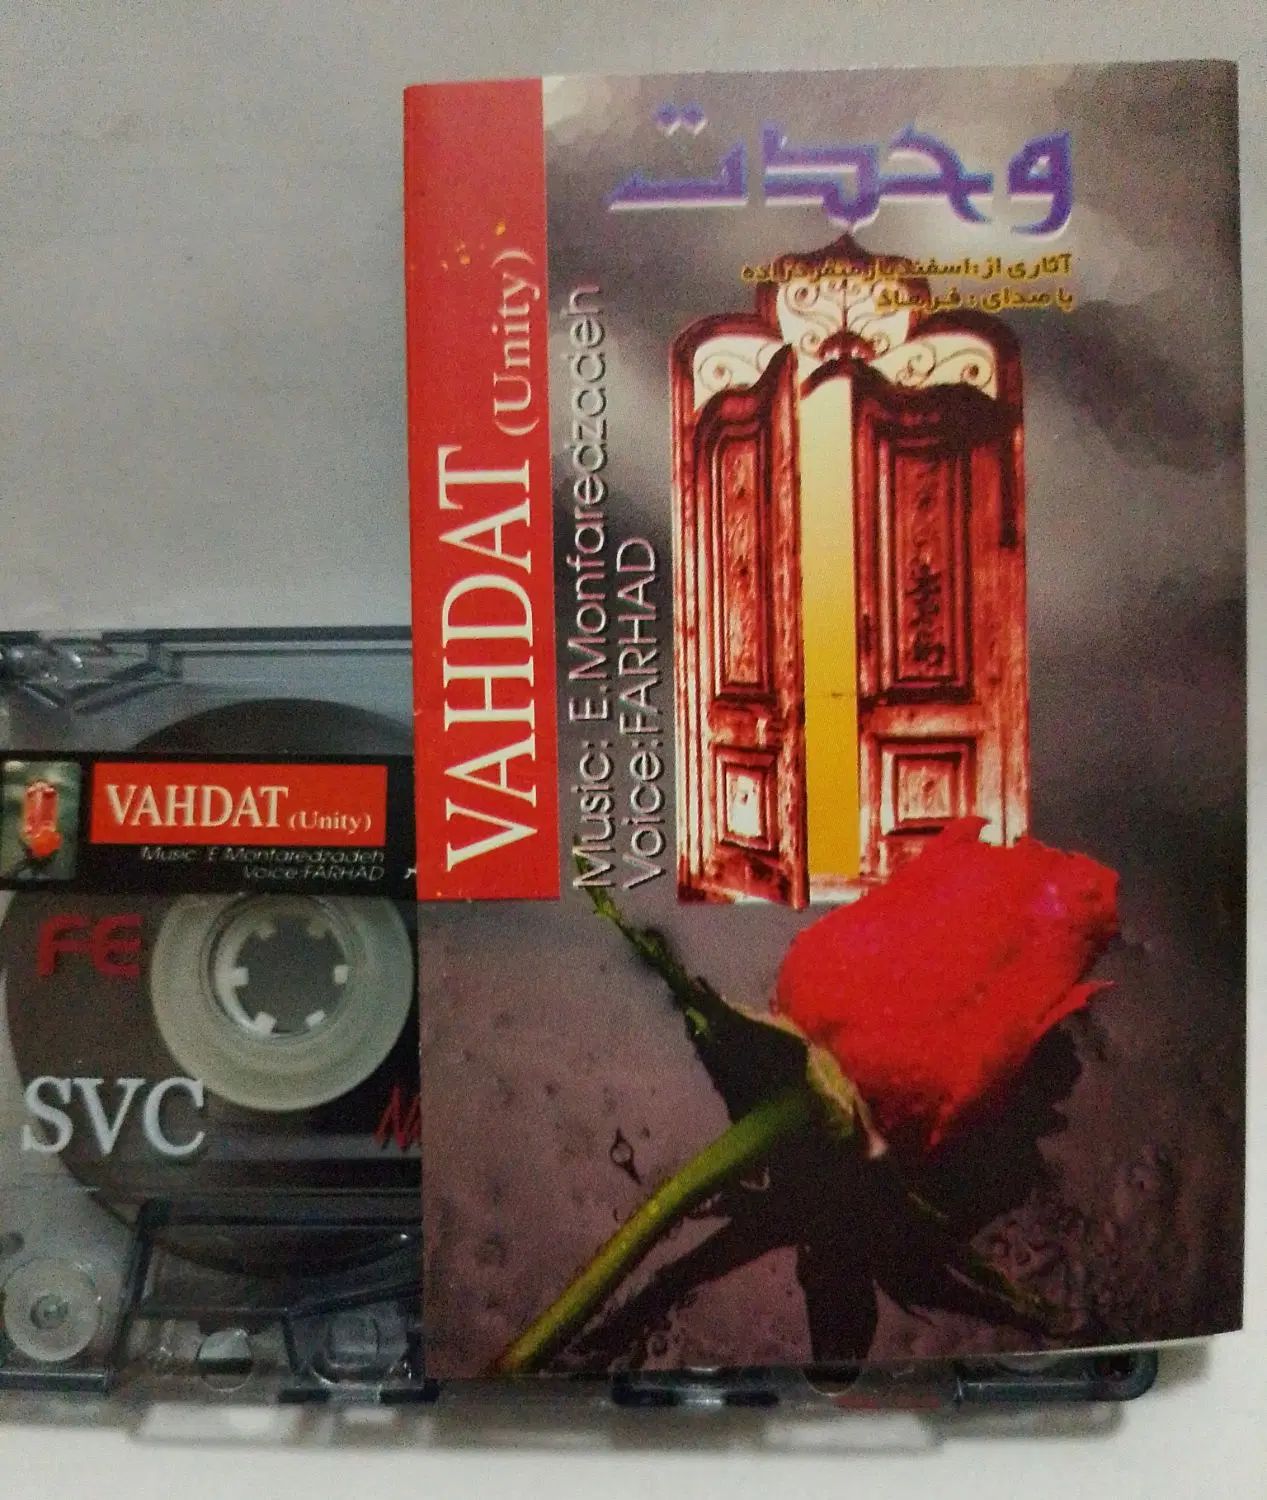 وحدت
آثاری از: اسفندیار منفردزاده
با صدای: فرهاد
VAHDAT (Unity)
Music: E.Monfaredzadeh
Voice:FARHAD
VAHDAT (Unity)
Music: E.Monfaredzadeh
Voice:FARHAD
FE
SVC